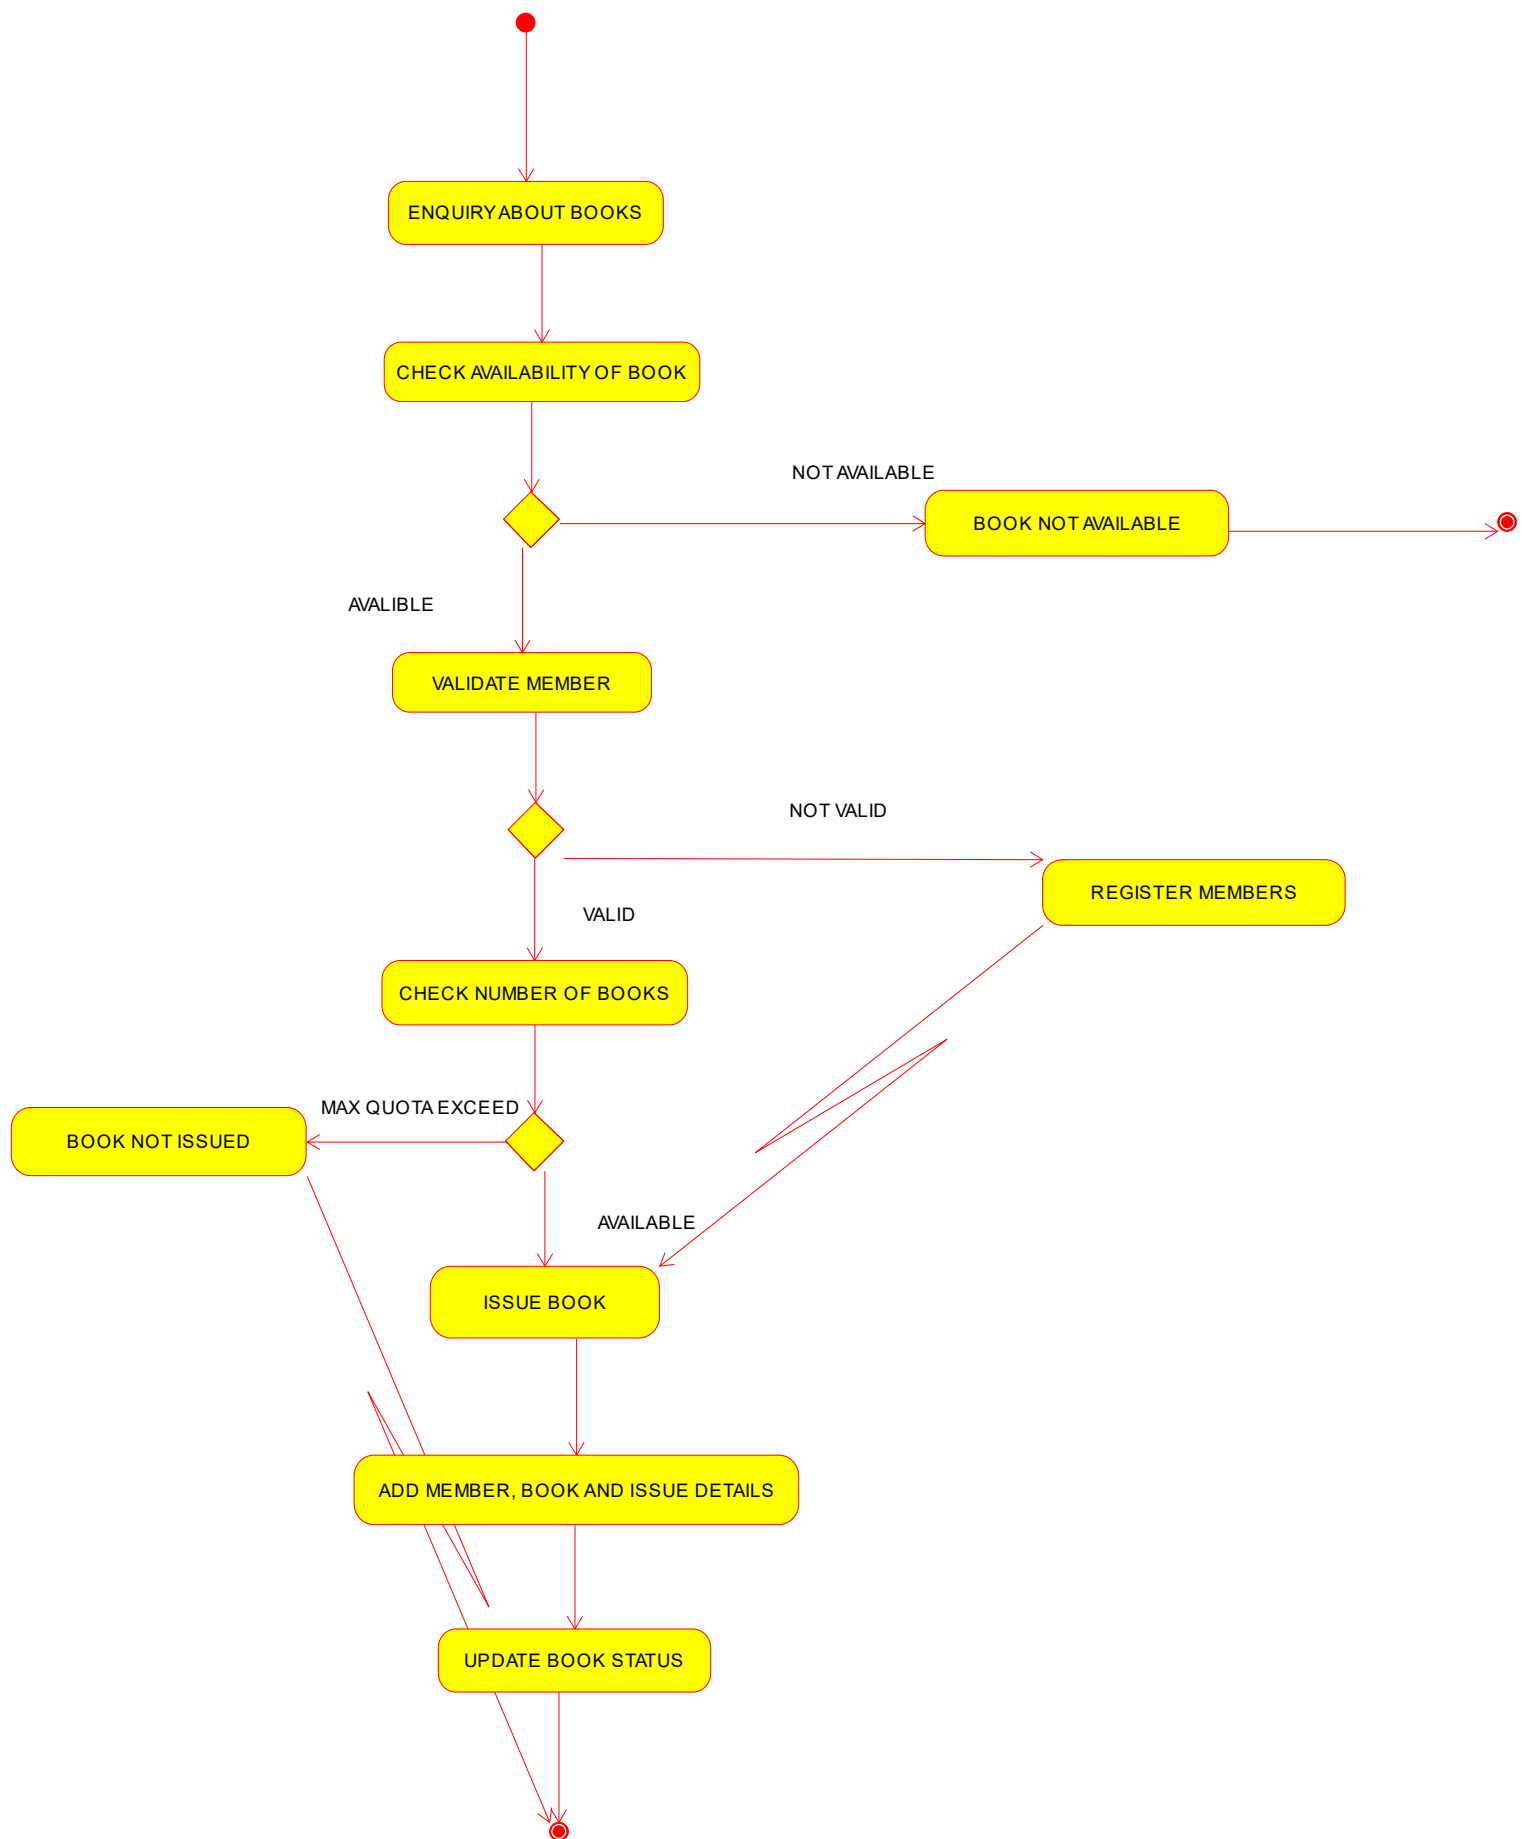 ENQUIRY ABOUT BOOKS
CHECK AVAILABILITY OF BOOK
NOT AVAILABLE
BOOK NOT AVAILABLE
AVALIBLE
VALIDATE MEMBER
NOT VALID
REGISTER MEMBERS
VALID
CHECK NUMBER OF BOOKS
MAX QUOTA EXCEED
BOOK NOT ISSUED
AVAILABLE
ISSUE BOOK
ADD MEMBER, BOOK AND ISSUE DETAILS
UPDATE BOOK STATUS